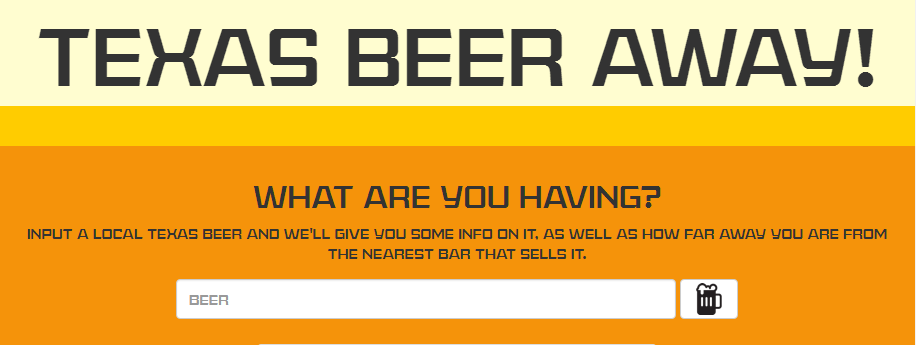 TEXAS BEER AWAY!
WHAT ARE YOU HAVING?
INPUT A LOCAL TEXAS BEER AND WE'LL GIVE YOU SOME INFO ON IT, AS WELL AS HOW FAR AWAY YOU ARE FROM
THE NEAREST BAR THAT SELLS IT.
BEER